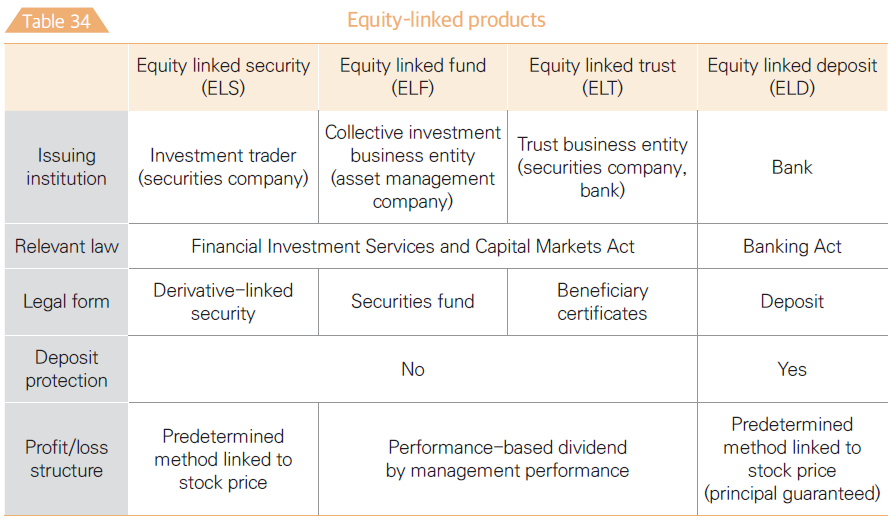 Table 34
Equity-linked products
Equity linked security
(ELS)
Equity linked fund
(ELF)
Equity linked trust
(ELT)
Equity linked deposit
(ELD)
Issuing
institution
Investment trader
(securities company)
Collective investment
business entity
(asset management
company)
Trust business entity
(securities company,
bank)
Bank
Relevant law
Financial Investment Services and Capital Markets Act
Banking Act
Legal form
Derivative-linked
security
Securities fund
Beneficiary
certificates
Deposit
Deposit
protection
No
Yes
Profit/loss
structure
Predetermined
method linked to
stock price
Performance-based dividend
by management performance
Predetermined
method linked to
stock price
(principal guaranteed)